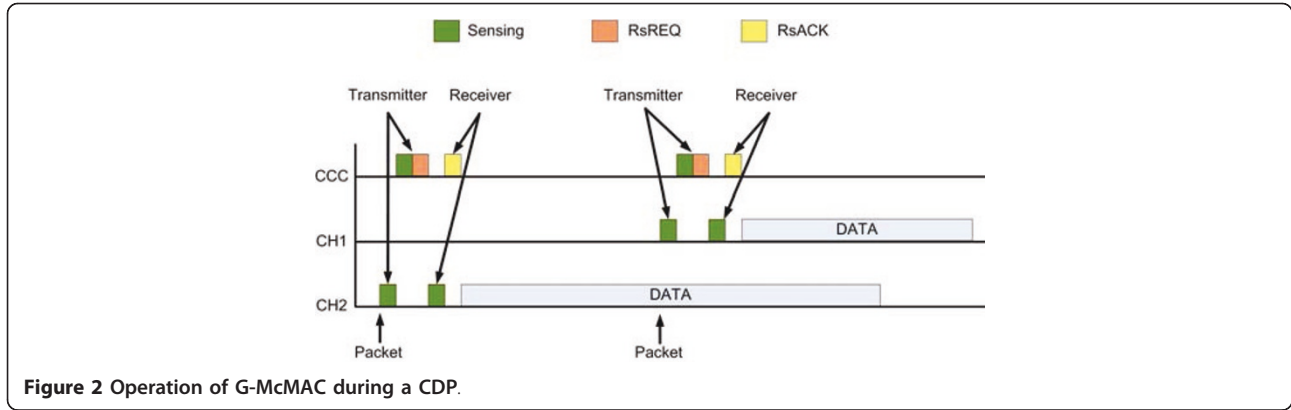 Sensing RsREQ RsACK
Transmitter Receiver Transmitter Receiver
CCC
CH1 DATA
CH2 DATA
Packet Packet
Figure 2 Operation of G-McMAC during a CDP.